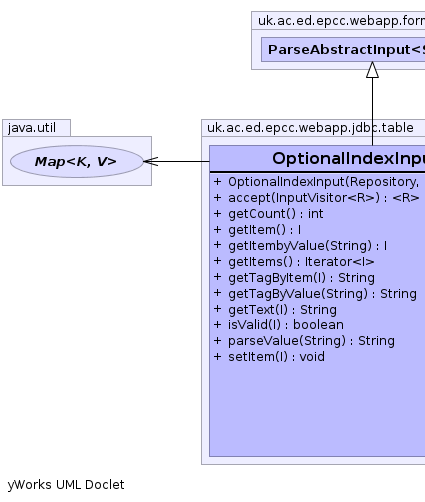 uk.ac.ed.epcc.webapp.for
ParseAbstractInput<S
java.util
Map<K, V>
uk.ac.ed.epcc.webapp.jdbc.table
OptionalIndexInpu
+ OptionalIndexInput(Repository,
+ accept(InputVisitor<R>) : <R>
+ getCount() : int
+ getItem() : I
+ getItembyValue(String) : I
+ getItems() : Iterator<I>
+ getTagByItem(I) : String
+ getTagByValue(String) : String
+ getText(I) : String
+ isValid(I) : boolean
+ parseValue(String) : String
+ setItem(I) : void
yWorks UML Doclet